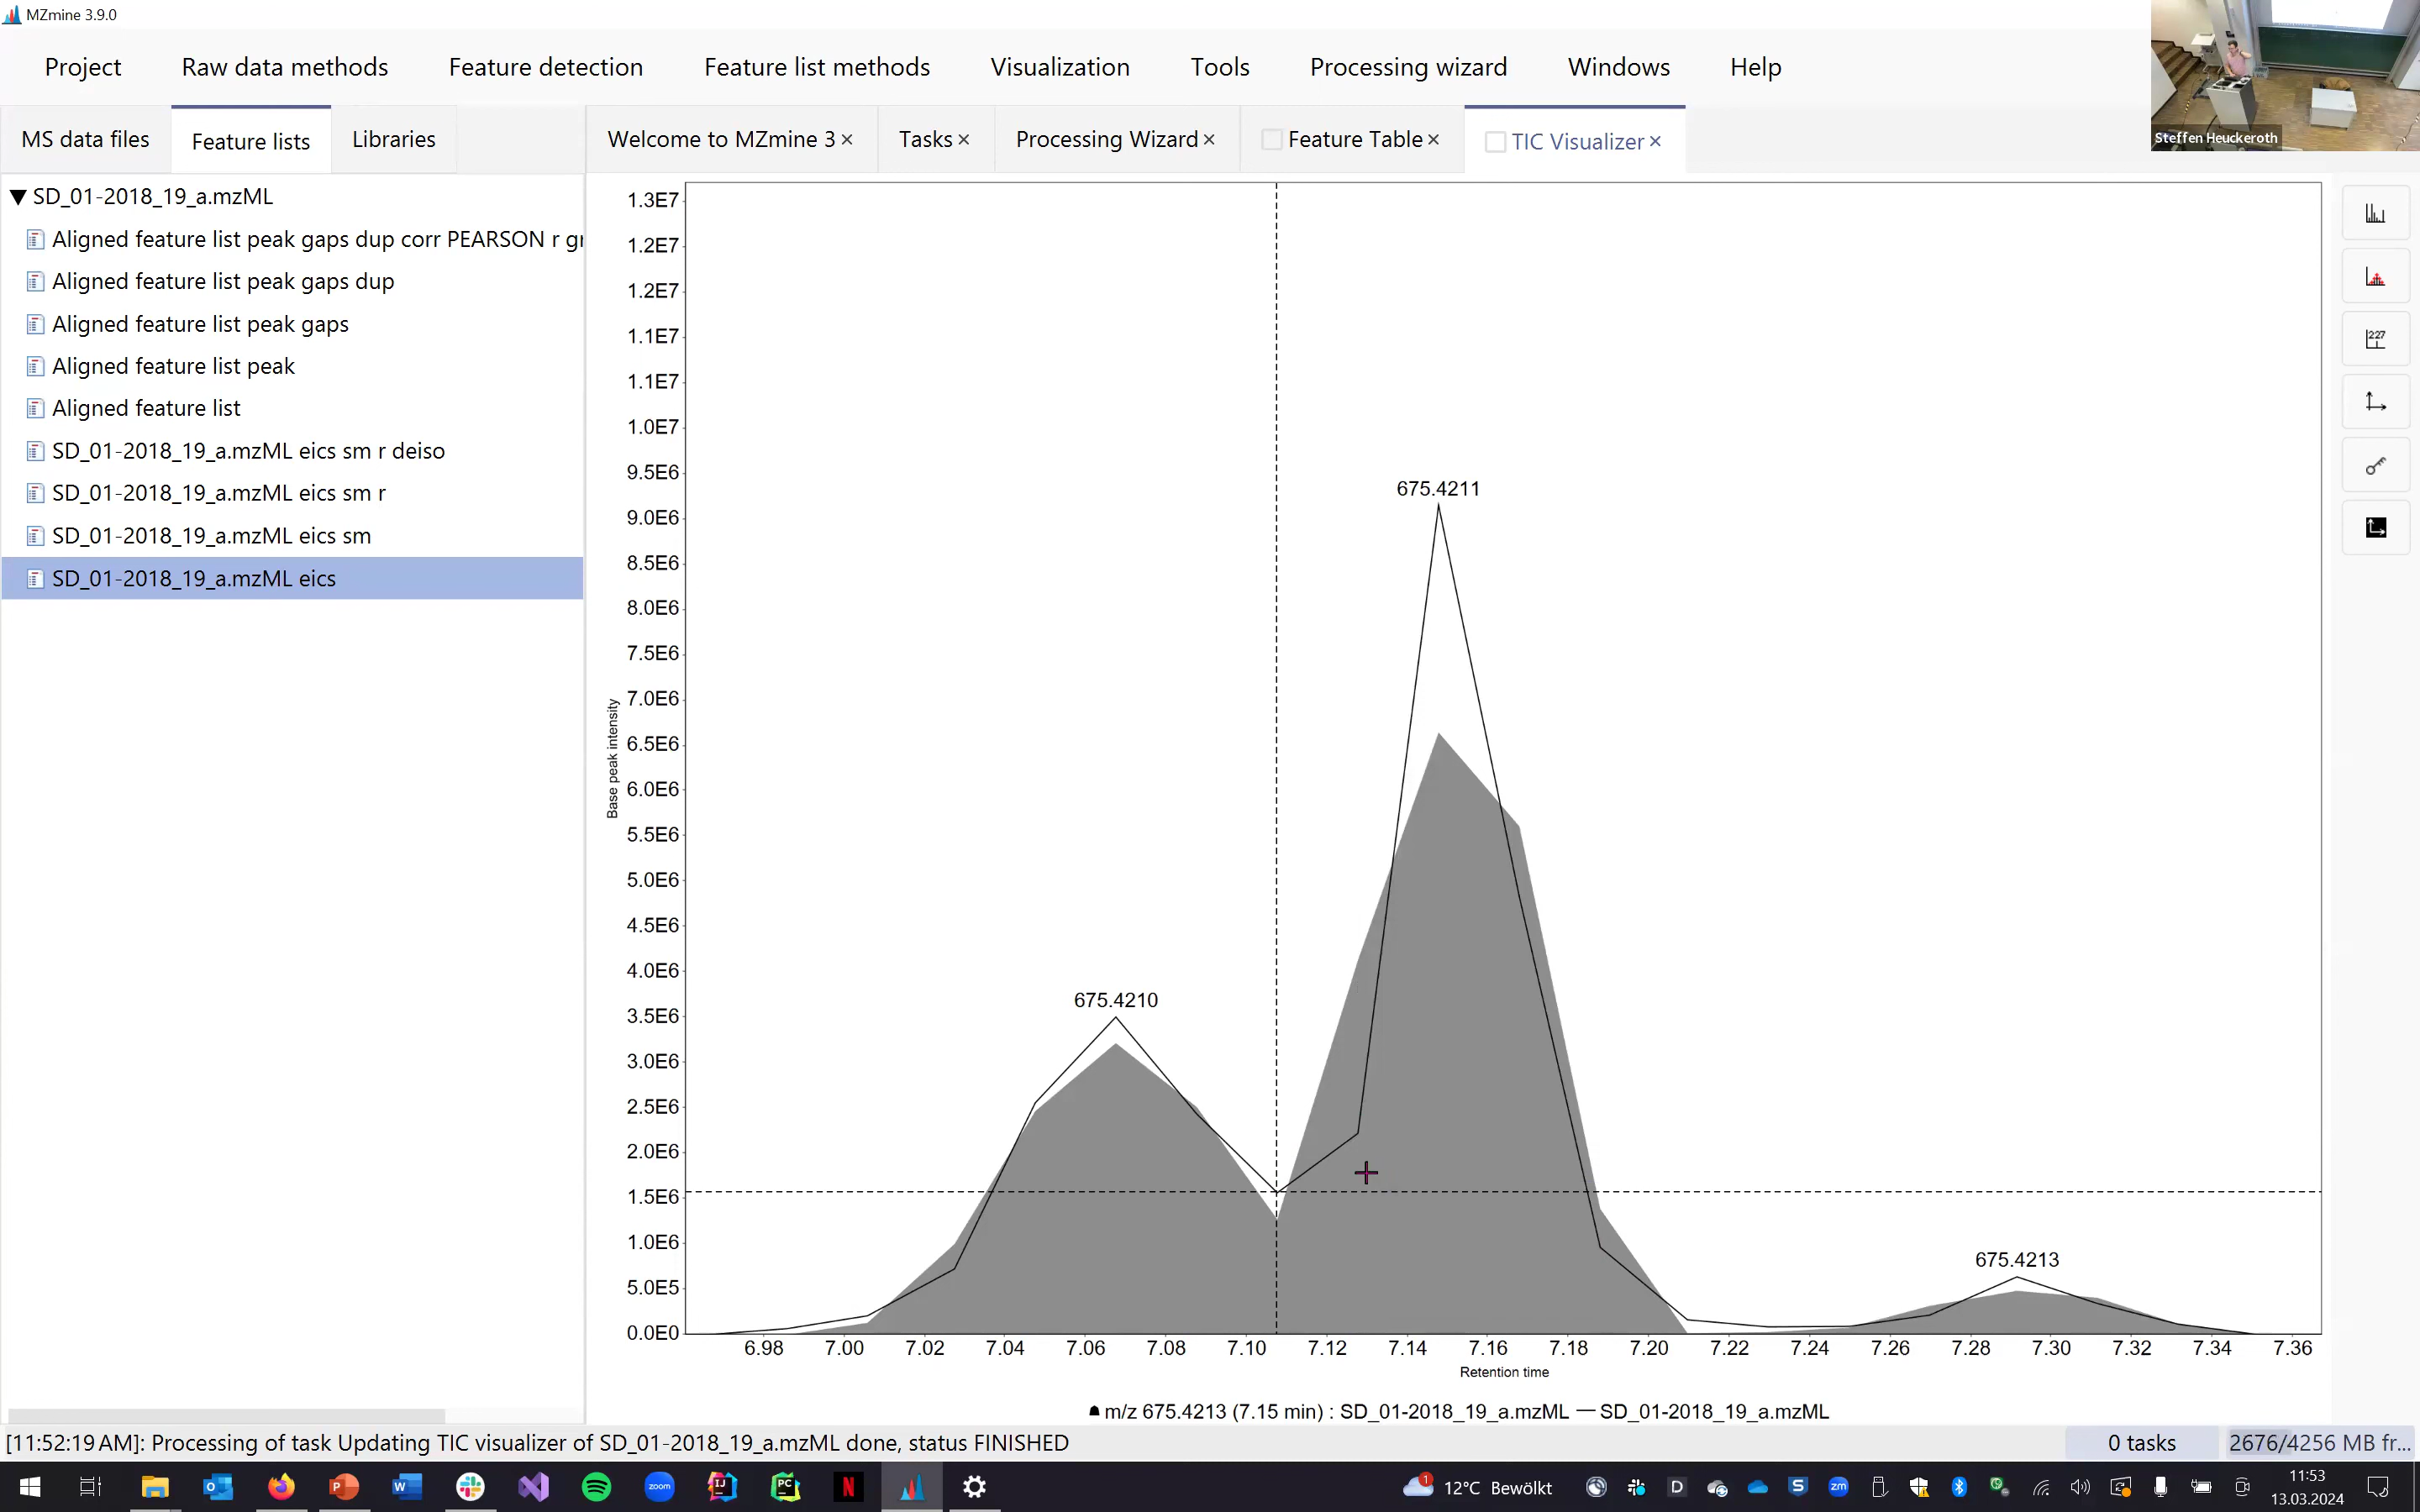 MZmine 3.9.0
Project Raw data methods Feature detection Feature list methods Visualization Tools Processing wizard Windows Help
Steffen Heuckeroth
MS data files Feature lists Libraries
Welcome to MZmine 3 × Tasks × Processing Wizard × Feature Table × TIC Visualizer ×
SD_01-2018_19_a.mzML
Aligned feature list peak gaps dup corr PEARSON r gr
Aligned feature list peak gaps dup
Aligned feature list peak gaps
Aligned feature list peak
Aligned feature list
SD_01-2018_19_a.mzML eics sm r deiso
SD_01-2018_19_a.mzML eics sm r
SD_01-2018_19_a.mzML eics sm
SD_01-2018_19_a.mzML eics
Base peak intensity
1.3E7
1.2E7
1.2E7
1.1E7
1.1E7
1.0E7
9.5E6
9.0E6
8.5E6
8.0E6
7.5E6
7.0E6
6.5E6
6.0E6
5.5E6
5.0E6
4.5E6
4.0E6
3.5E6
3.0E6
2.5E6
2.0E6
1.5E6
1.0E6
5.0E5
0.0E0
675.4211
675.4210
675.4213
6.98 7.00 7.02 7.04 7.06 7.08 7.10 7.12 7.14 7.16 7.18 7.20 7.22 7.24 7.26 7.28 7.30 7.32 7.34 7.36
Retention time
m/z 675.4213 (7.15 min) : SD_01-2018_19_a.mzML — SD_01-2018_19_a.mzML
227
[11:52:19 AM]: Processing of task Updating TIC visualizer of SD_01-2018_19_a.mzML done, status FINISHED
0 tasks
2676/4256 MB fr...
zoom
1
12°C Bewölkt
zm
11:53
13.03.2024